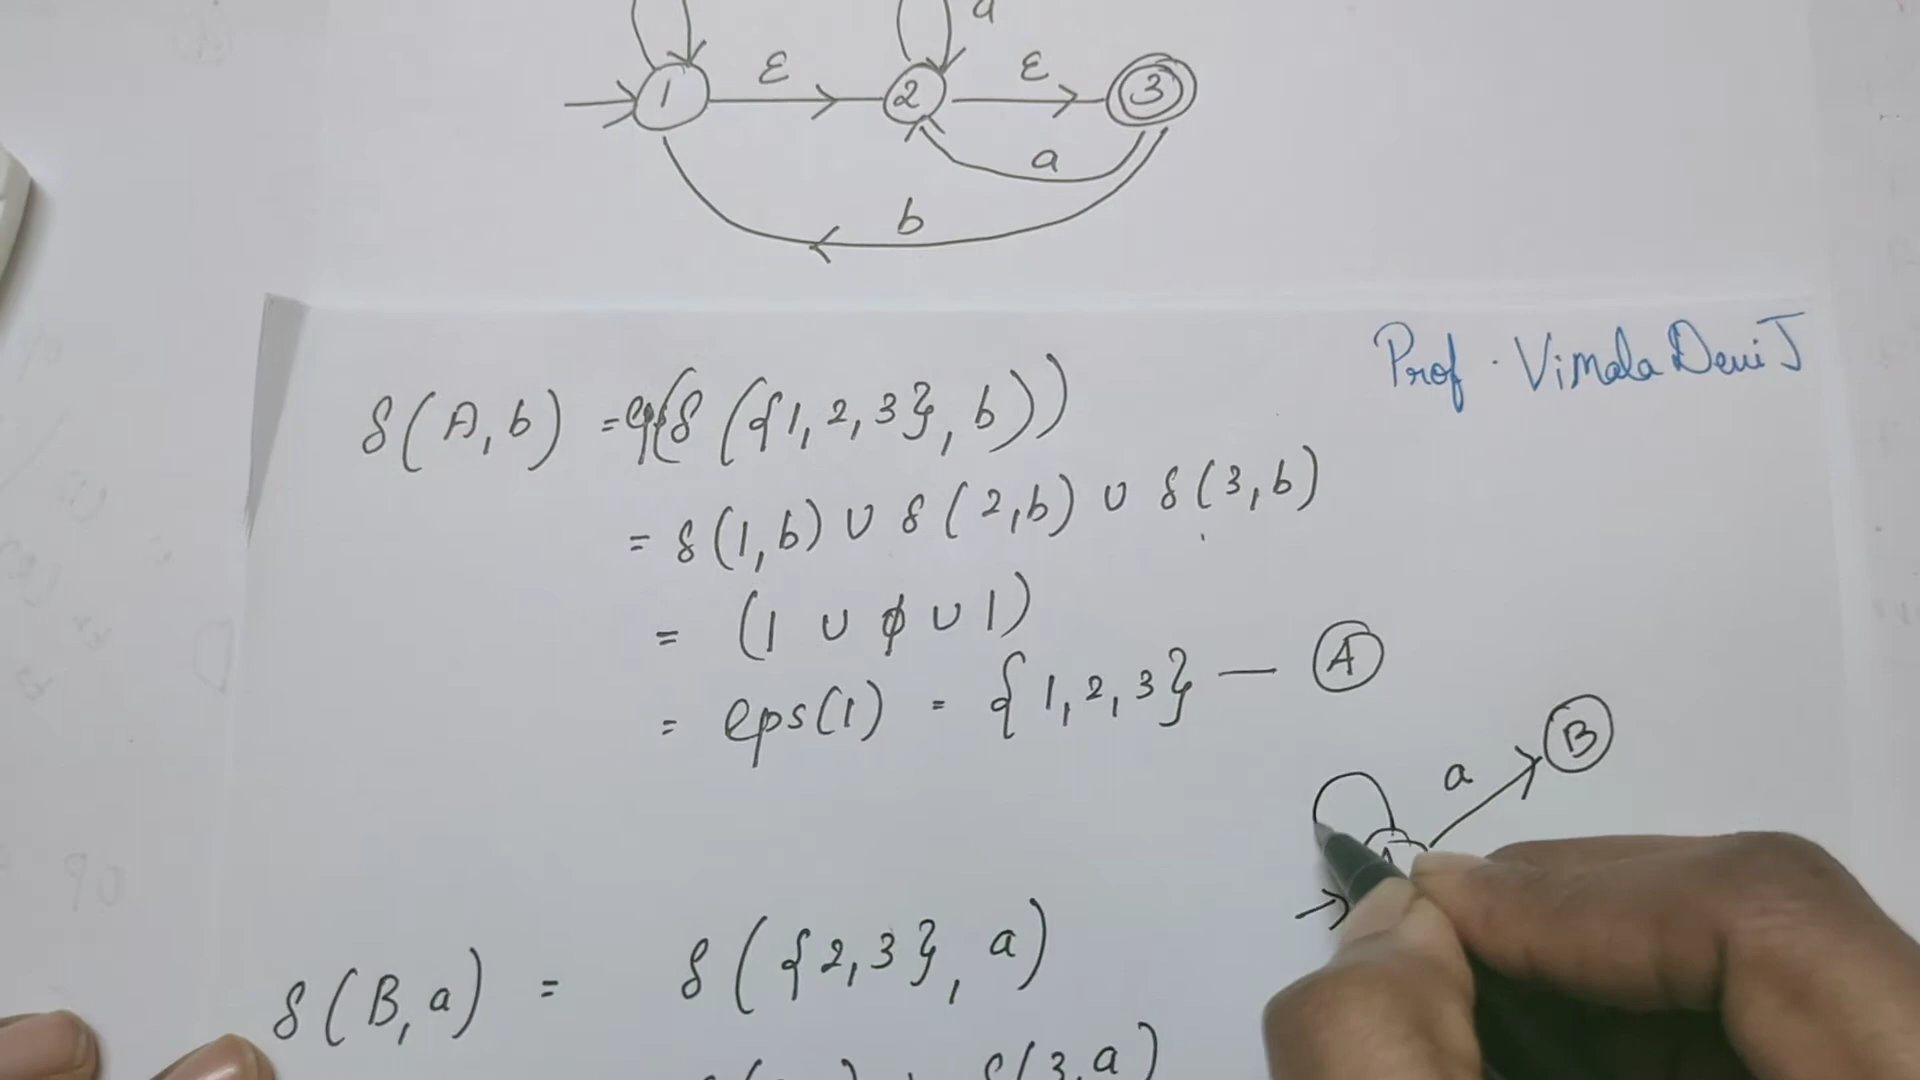 a
1 ε 2 ε 3
a
b
Prof. Vimala Devi J
δ(A,b) = eps(δ({1,2,3},b))
= δ(1,b) ∪ δ(2,b) ∪ δ(3,b)
= (1 ∪ ϕ ∪ 1)
= eps(1) = {1,2,3} — A
a B
A
δ(B,a) = δ({2,3},a)
δ(3,a)